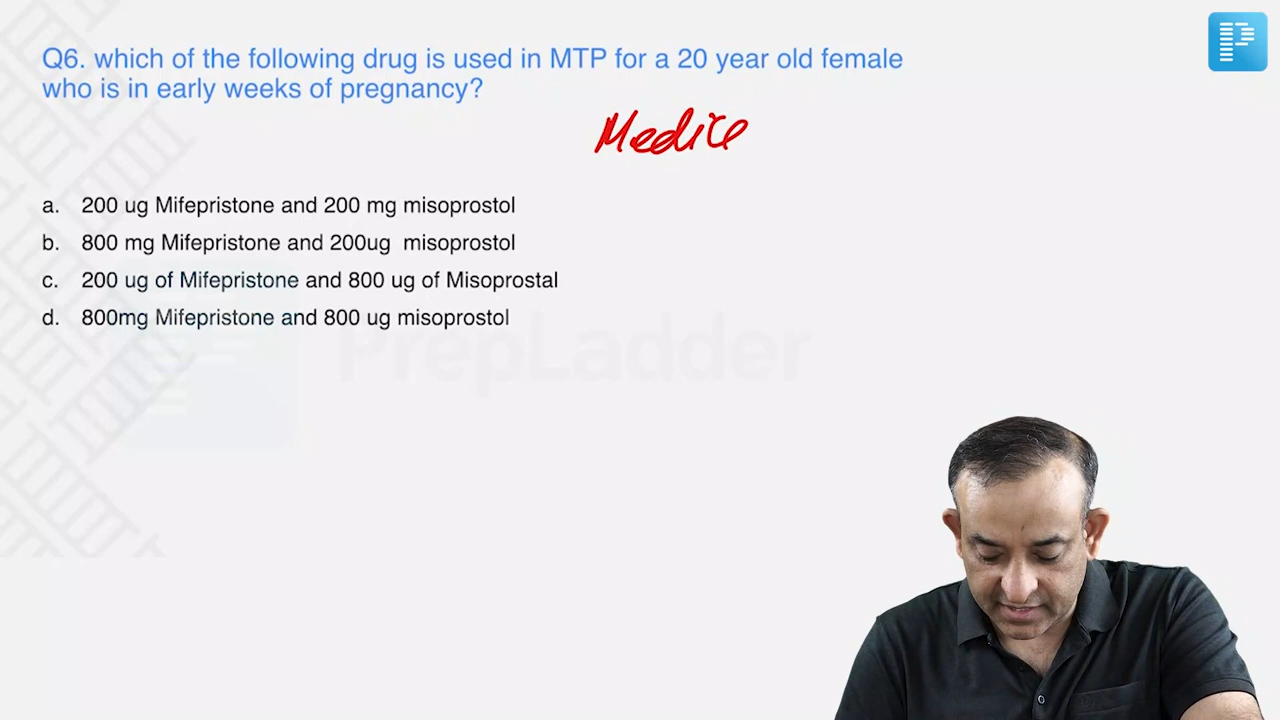 Q6. which of the following drug is used in MTP for a 20 year old female
who is in early weeks of pregnancy?
Medica
a. 200 ug Mifepristone and 200 mg misoprostol
b. 800 mg Mifepristone and 200ug misoprostol
c. 200 ug of Mifepristone and 800 ug of Misoprostal
d. 800mg Mifepristone and 800 ug misoprostol
PrepLadder